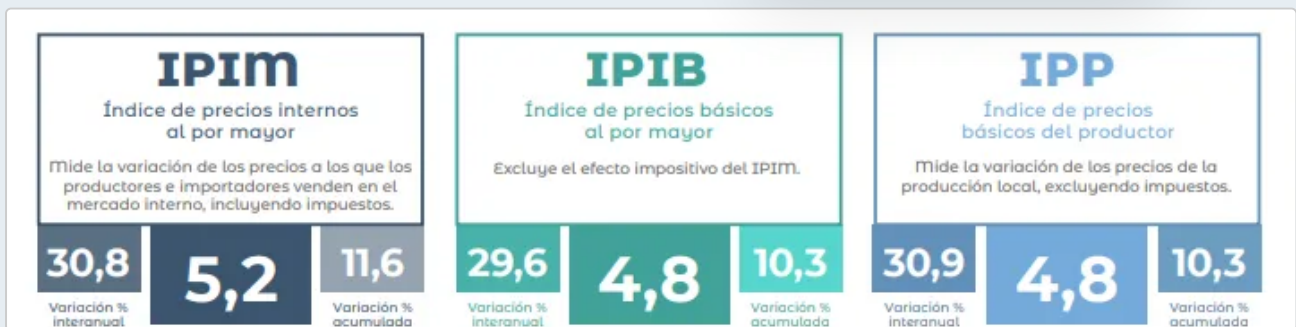 IPIM
Índice de precios internos
al por mayor
Mide la variación de los precios a los que los
productores e importadores venden en el
mercado interno, incluyendo impuestos.
30,8
5,2
11,6
Variación %
interanual
Variación %
acumulada
IPIB
Índice de precios básicos
al por mayor
Excluye el efecto impositivo del IPIM.
29,6
4,8
10,3
Variación %
interanual
Variación %
acumulada
IPP
Índice de precios
básicos del productor
Mide la variación de los precios de la
producción local, excluyendo impuestos.
30,9
4,8
10,3
Variación %
interanual
Variación %
acumulada